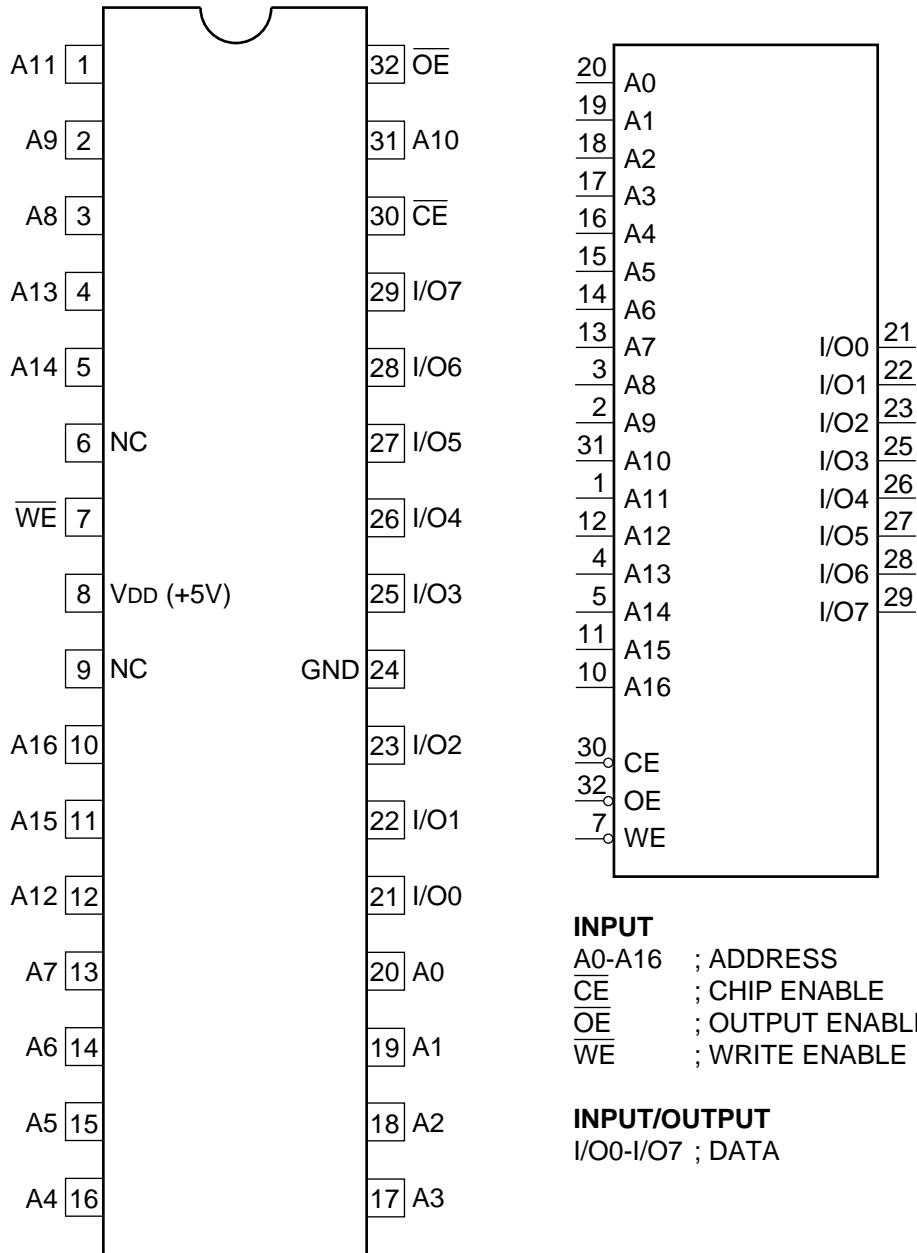 A11 1 32 OE
A9 2 31 A10
A8 3 30 CE
A13 4 29 I/O7
A14 5 28 I/O6
6 NC 27 I/O5
WE 7 26 I/O4
8 VDD (+5V) 25 I/O3
9 NC GND 24
A16 10 23 I/O2
A15 11 22 I/O1
A12 12 21 I/O0
A7 13 20 A0
A6 14 19 A1
A5 15 18 A2
A4 16 17 A3
20 A0
19 A1
18 A2
17 A3
16 A4
15 A5
14 A6
13 A7 I/O0 21
3 A8 I/O1 22
2 A9 I/O2 23
31 A10 I/O3 25
1 A11 I/O4 26
12 A12 I/O5 27
4 A13 I/O6 28
5 A14 I/O7 29
11 A15
10 A16
30 CE
32 OE
7 WE
INPUT
A0-A16 ; ADDRESS
CE ; CHIP ENABLE
OE ; OUTPUT ENABLE
WE ; WRITE ENABLE
INPUT/OUTPUT
I/O0-I/O7 ; DATA